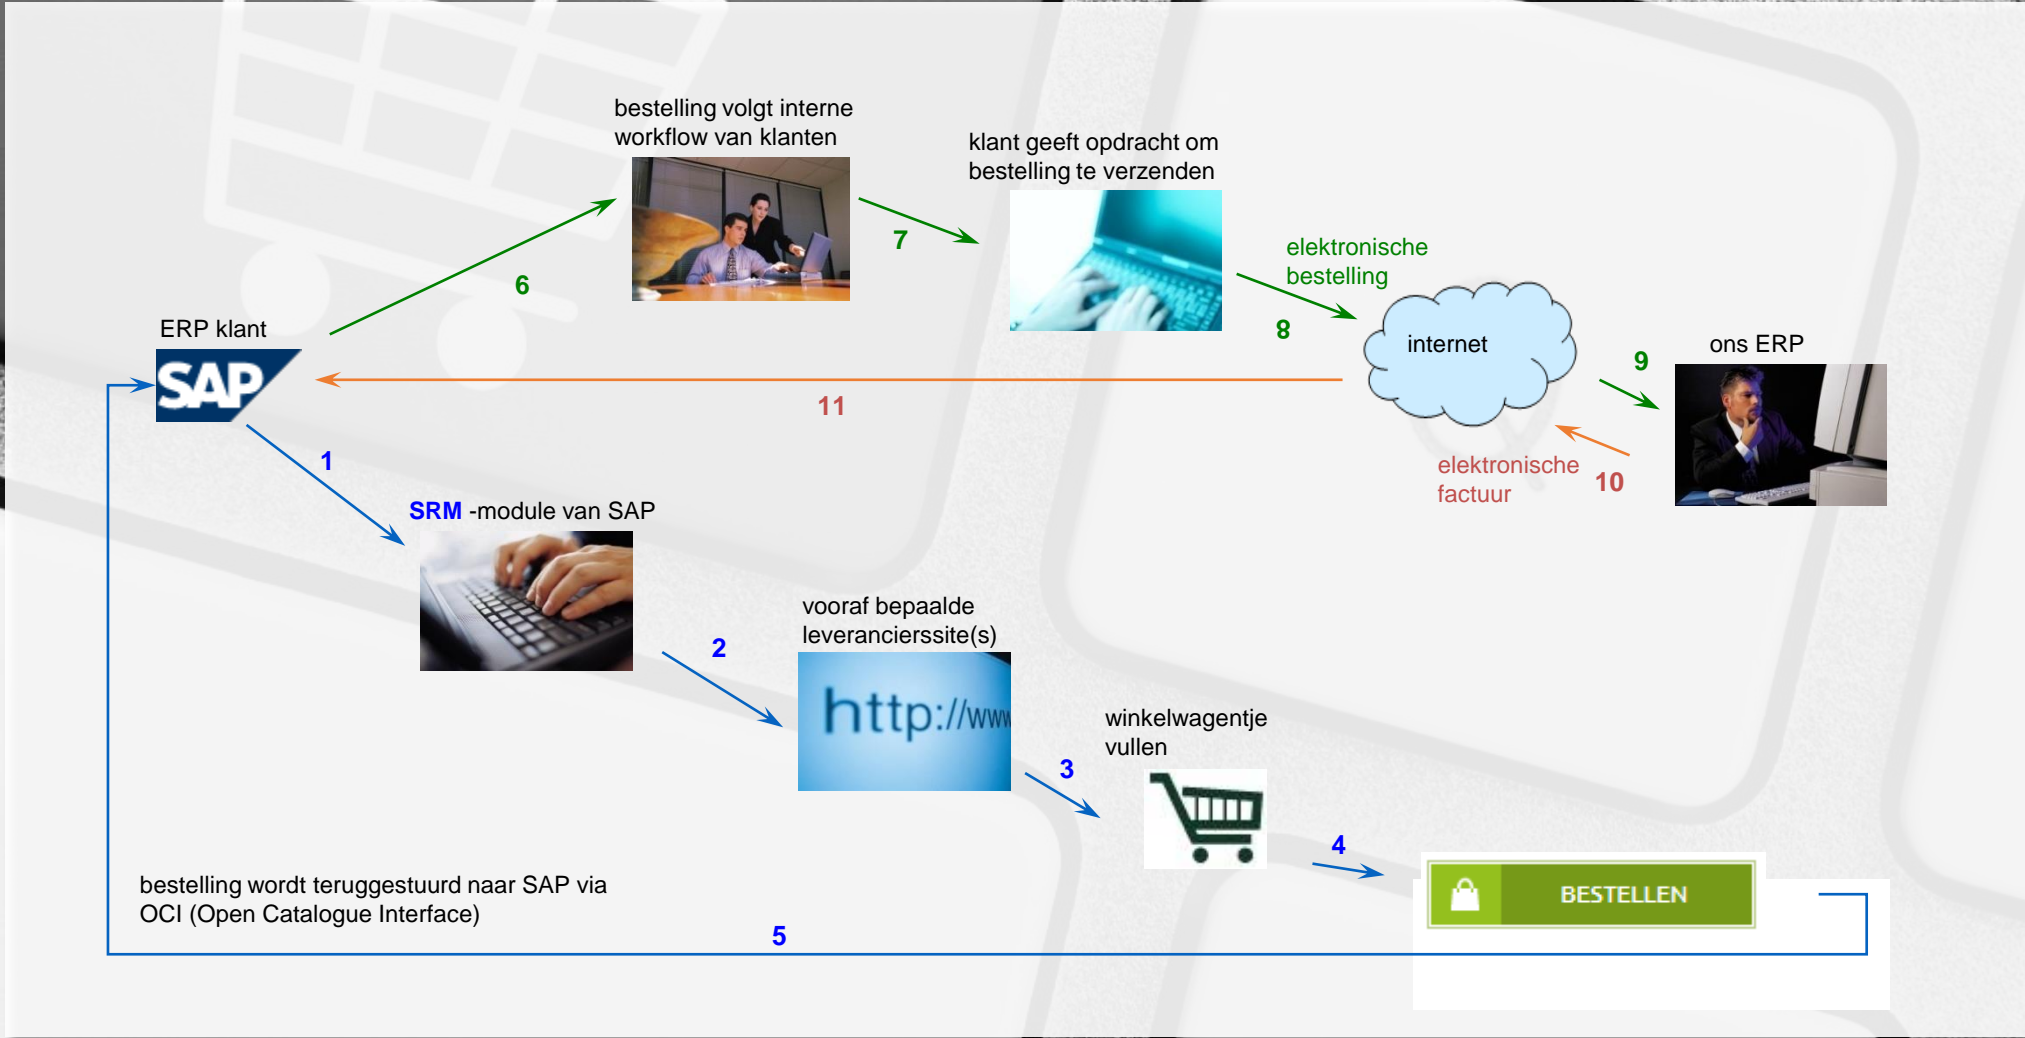 bestelling volgt interne
workflow van klanten
klant geeft opdracht om
bestelling te verzenden
7
elektronische
bestelling
6
8
ERP klant
internet
ons ERP
9
SAP
11
1
elektronische
factuur
10
SRM -module van SAP
vooraf bepaalde
leverancierssite(s)
2
http://www
winkelwagentje
vullen
3
4
bestelling wordt teruggestuurd naar SAP via
OCI (Open Catalogue Interface)
BESTELLEN
5